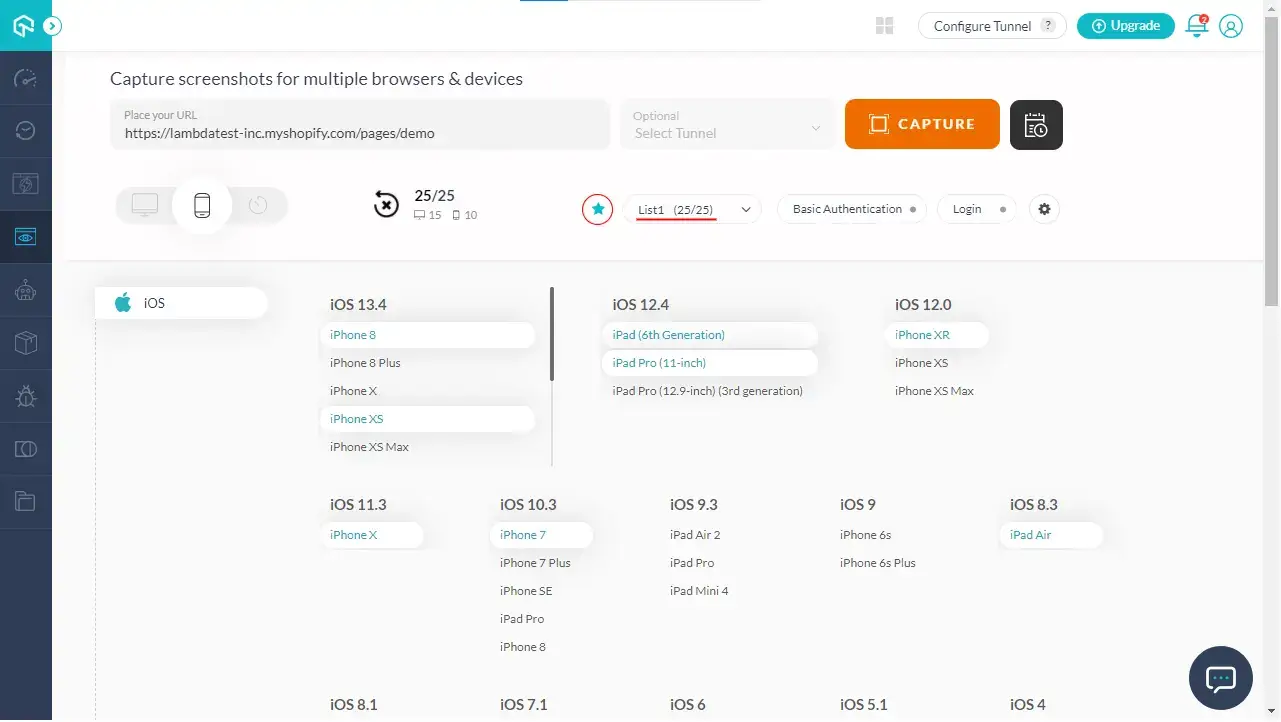 Configure Tunnel ?
Upgrade
2
Capture screenshots for multiple browsers & devices
Place your URL
https://lambdatest-inc.myshopify.com/pages/demo
Optional
Select Tunnel
CAPTURE
25/25
15 10
List1 (25/25)
Basic Authentication
Login
iOS
iOS 13.4
iPhone 8
iPhone 8 Plus
iPhone X
iPhone XS
iPhone XS Max
iOS 12.4
iPad (6th Generation)
iPad Pro (11-inch)
iPad Pro (12.9-inch) (3rd generation)
iOS 12.0
iPhone XR
iPhone XS
iPhone XS Max
iOS 11.3
iPhone X
iOS 10.3
iPhone 7
iPhone 7 Plus
iPhone SE
iPad Pro
iPhone 8
iOS 9.3
iPad Air 2
iPad Pro
iPad Mini 4
iOS 9
iPhone 6s
iPhone 6s Plus
iOS 8.3
iPad Air
iOS 8.1
iOS 7.1
iOS 6
iOS 5.1
iOS 4